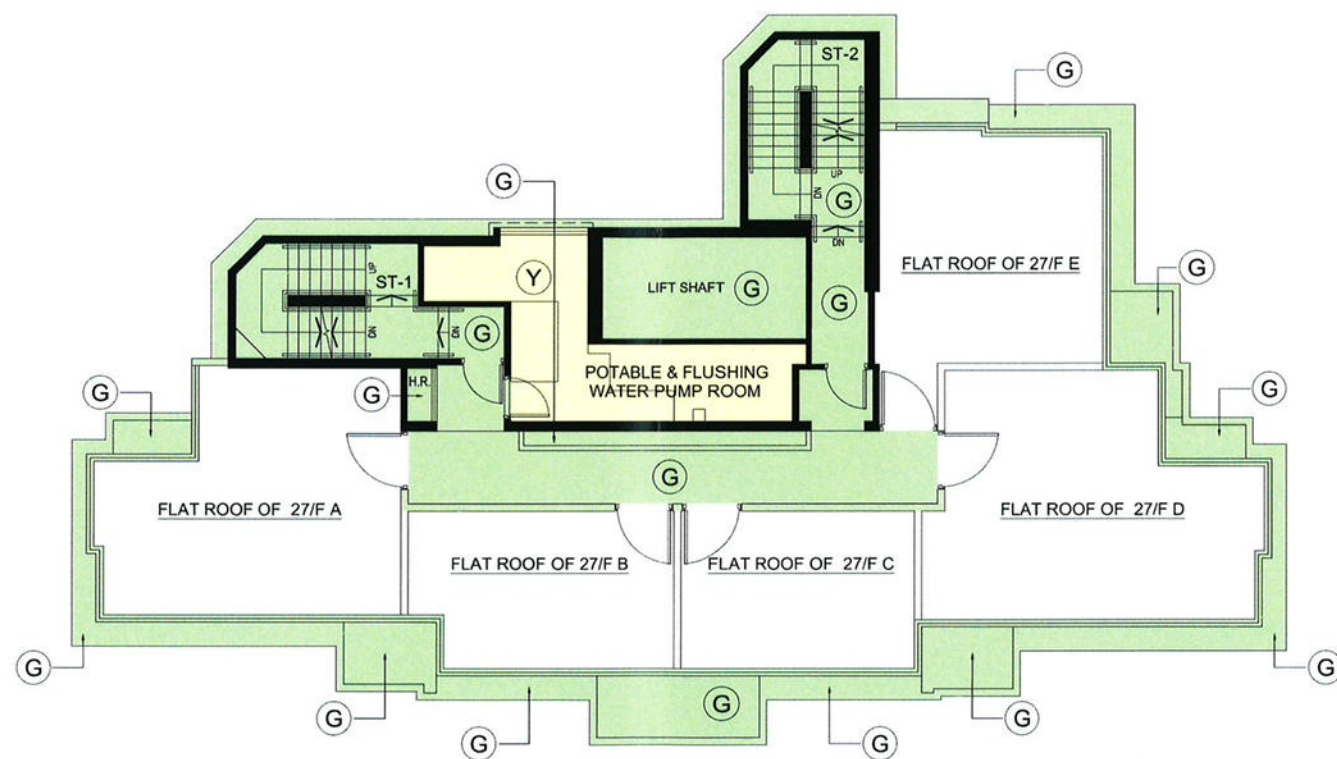 ST-2
G
G
G
UP
DN
G
DN
Y
UP
ST-1
LIFT SHAFT G
G
FLAT ROOF OF 27/F E
G
DN
DN
G
POTABLE & FLUSHING
WATER PUMP ROOM
H.R.
G
G
G
G
FLAT ROOF OF 27/F A
FLAT ROOF OF 27/F D
FLAT ROOF OF 27/F B
FLAT ROOF OF 27/F C
G
G
G
G
G
G
G